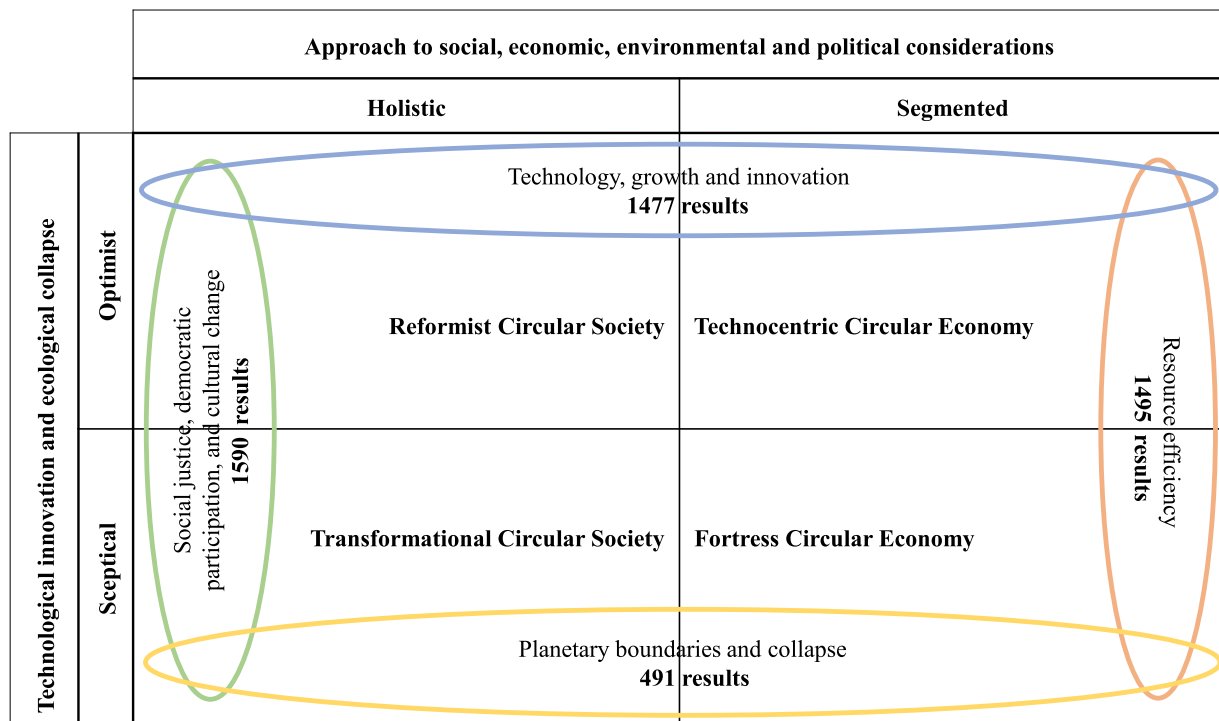 Approach to social, economic, environmental and political considerations
Holistic
Segmented
Technological innovation and ecological collapse
Optimist
Technology, growth and innovation
1477 results
Reformist Circular Society
Technocentric Circular Economy
Social justice, democratic
participation, and cultural change
1590 results
Resource efficiency
1495 results
Sceptical
Transformational Circular Society
Fortress Circular Economy
Planetary boundaries and collapse
491 results